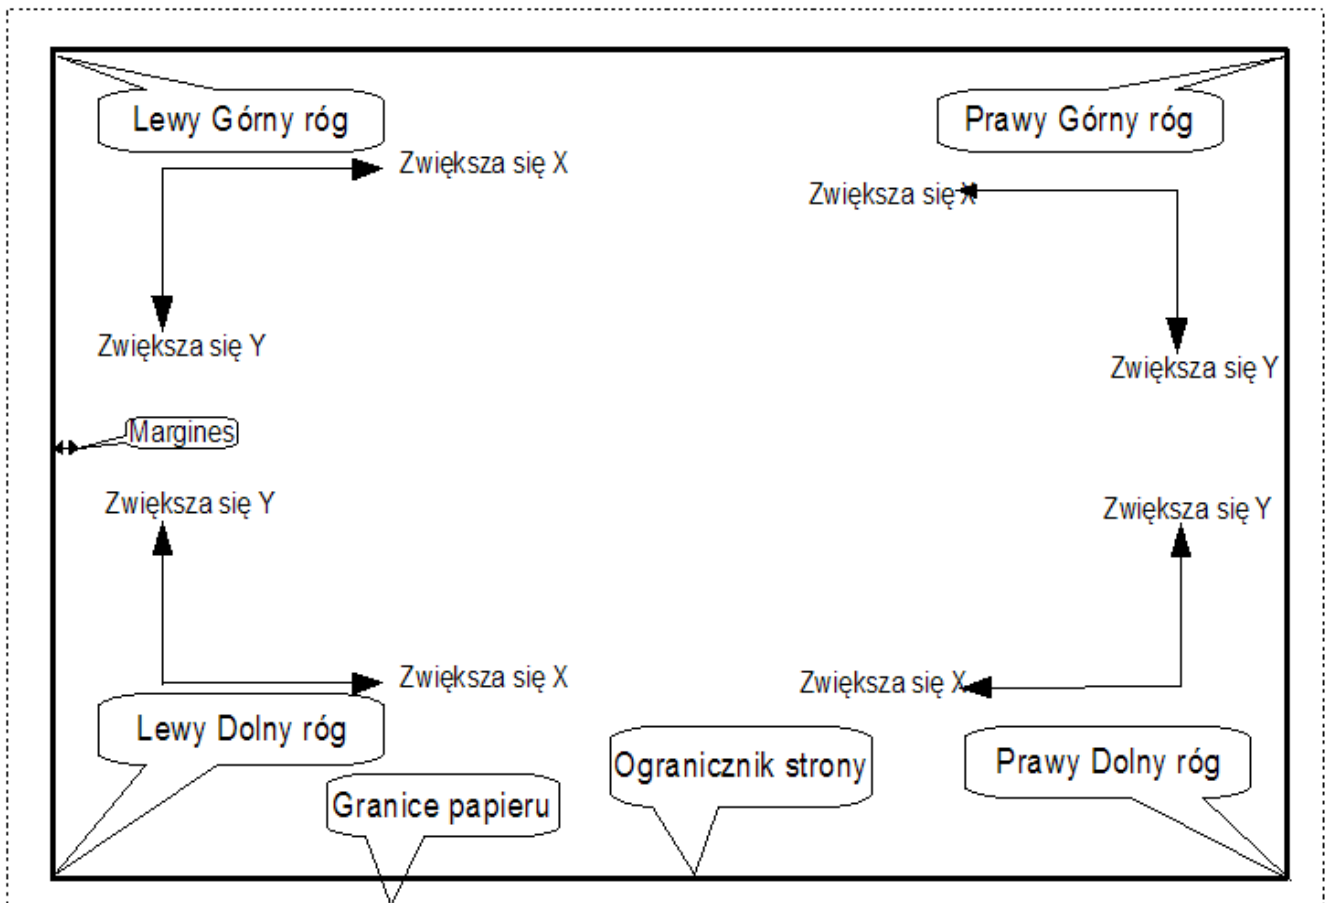 Lewy Górny róg
Prawy Górny róg
Zwiększa się X
Zwiększa się X
Zwiększa się Y
Zwiększa się Y
Margines
Zwiększa się Y
Zwiększa się Y
Zwiększa się X
Zwiększa się X
Lewy Dolny róg
Ogranicznik strony
Prawy Dolny róg
Granice papieru